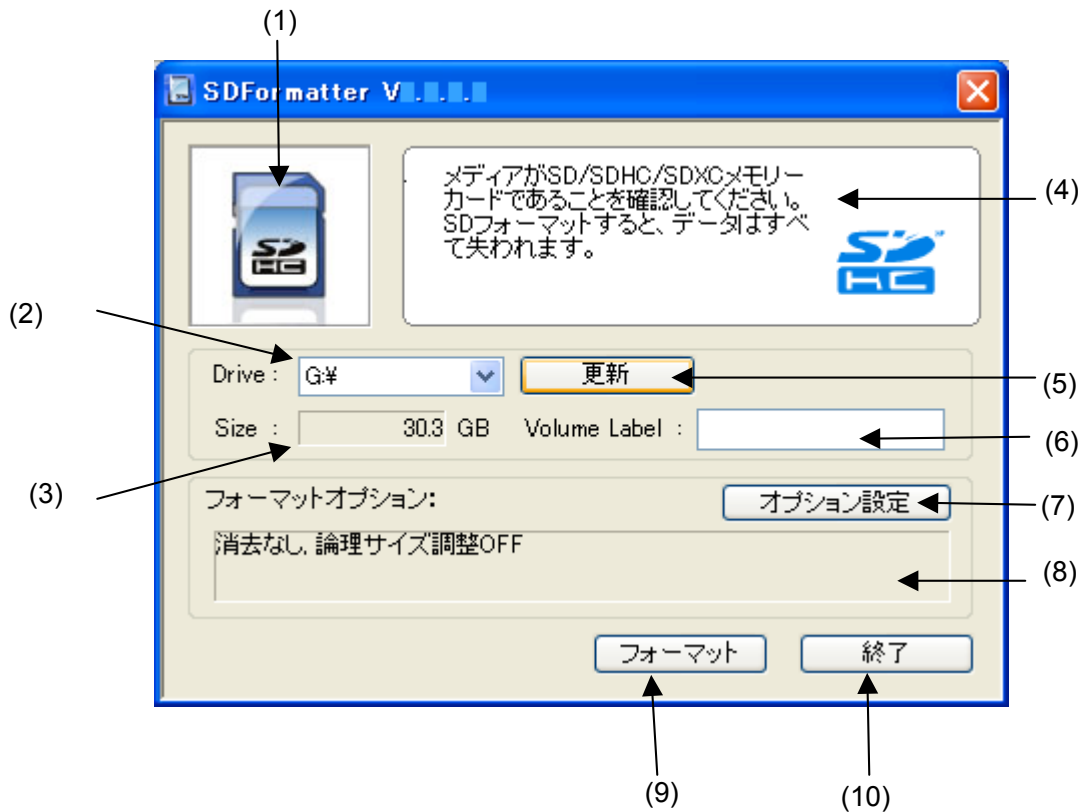 (1)
SDFormatter V . . .
SD
HC
メディアがSD/SDHC/SDXCメモリー
カードであることを確認してください。
SDフォーマットすると、データはすべ
て失われます。
SD
HC
(4)
(2)
Drive : G:¥ 更新
(5)
Size : 30.3 GB Volume Label :
(6)
(3)
フォーマットオプション: オプション設定
(7)
消去なし, 論理サイズ調整OFF
(8)
フォーマット 終了
(9) (10)